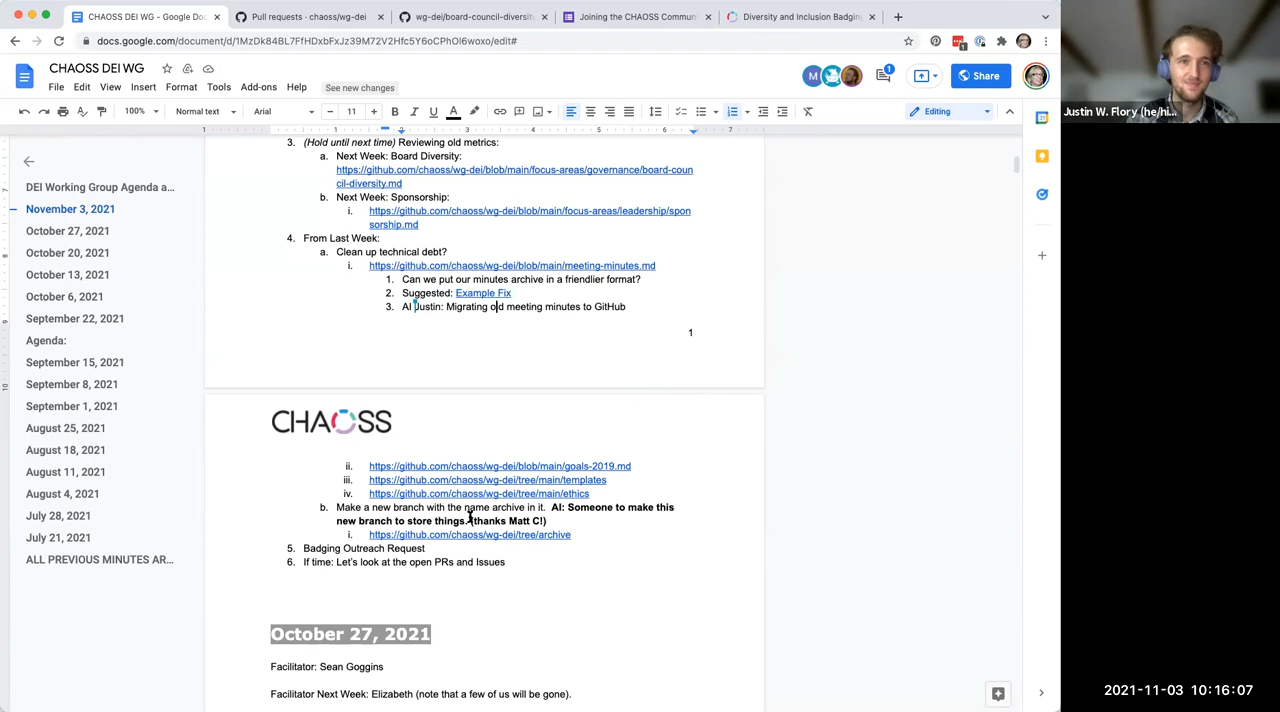 CHAOSS DEI WG - Google Doc
Pull requests · chaoss/wg-dei
wg-dei/board-council-diversity
Joining the CHAOSS Commun
Diversity and Inclusion Badging
docs.google.com/document/d/1MzDk84BL7FfHDxbFxJz39M72V2Hfc5Y6oCPhOl6woxo/edit#
CHAOSS DEI WG
File Edit View Insert Format Tools Add-ons Help See new changes
M
1
Share
100% Normal text Arial 11 B I U A Editing
1 1 2 3 4 5 6 7
DEI Working Group Agenda a...
November 3, 2021
October 27, 2021
October 20, 2021
October 13, 2021
October 6, 2021
September 22, 2021
Agenda:
September 15, 2021
September 8, 2021
September 1, 2021
August 25, 2021
August 18, 2021
August 11, 2021
August 4, 2021
July 28, 2021
July 21, 2021
ALL PREVIOUS MINUTES AR...
3. (Hold until next time) Reviewing old metrics:
a. Next Week: Board Diversity:
https://github.com/chaoss/wg-dei/blob/main/focus-areas/governance/board-coun
cil-diversity.md
b. Next Week: Sponsorship:
i. https://github.com/chaoss/wg-dei/blob/main/focus-areas/leadership/spon
sorship.md
4. From Last Week:
a. Clean up technical debt?
i. https://github.com/chaoss/wg-dei/blob/main/meeting-minutes.md
1. Can we put our minutes archive in a friendlier format?
2. Suggested: Example Fix
3. AI Justin: Migrating old meeting minutes to GitHub
1
CHAOSS
ii. https://github.com/chaoss/wg-dei/blob/main/goals-2019.md
iii. https://github.com/chaoss/wg-dei/tree/main/templates
iv. https://github.com/chaoss/wg-dei/tree/main/ethics
b. Make a new branch with the name archive in it. AI: Someone to make this
new branch to store things. (thanks Matt C!)
i. https://github.com/chaoss/wg-dei/tree/archive
5. Badging Outreach Request
6. If time: Let's look at the open PRs and Issues
October 27, 2021
Facilitator: Sean Goggins
Facilitator Next Week: Elizabeth (note that a few of us will be gone).
Justin W. Flory (he/hi...
2021-11-03 10:16:07